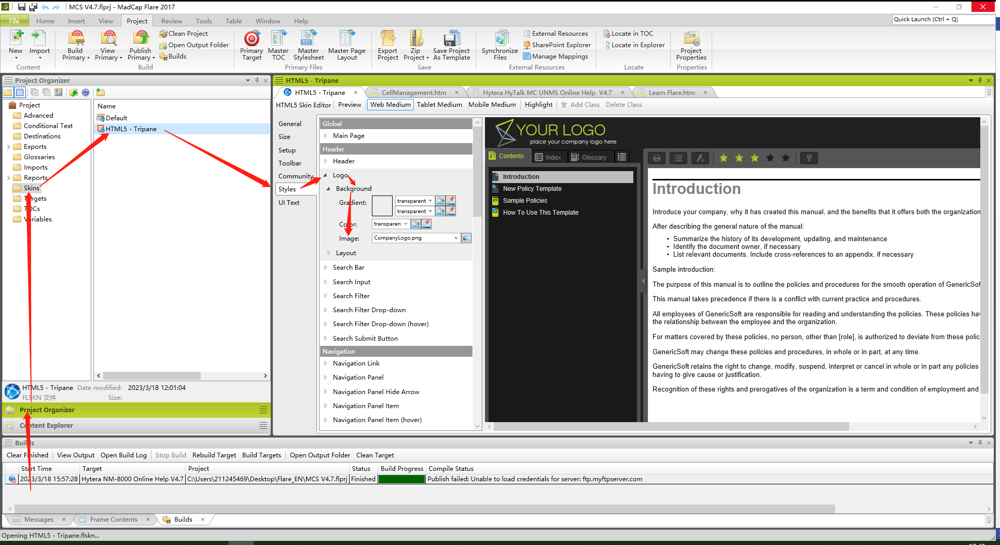 MCS V4.7.flprj - MadCap Flare 2017
File Home Insert View Project Review Tools Table Window Help
Quick Launch (Ctrl + Q)
New Import
Build Primary View Primary Publish Primary
Clean Project
Open Output Folder
Builds
Primary Target Master TOC Master Stylesheet Master Page Layout
Export Project Zip Project Save Project As Template
Synchronize Files
External Resources
SharePoint Explorer
Manage Mappings
Locate in TOC
Locate in Explorer
Project Properties
Content Build Primary Files Save External Resources Locate Properties
Project Organizer
Project
Advanced
Conditional Text
Destinations
Exports
Glossaries
Imports
Reports
Skins
Targets
TOCs
Variables
Name
Default
HTML5 - Tripane
HTML5 - Tripane Date modified: 2023/3/18 12:01:04
FLSKN 文件 Size:
Project Organizer
Content Explorer
HTML5 - Tripane
HTML5 - Tripane CellManagement.htm Hytera HyTalk MC UNMS Online Help V4.7 Learn Flare.htm
HTML5 Skin Editor Preview Web Medium Tablet Medium Mobile Medium Highlight Add Class Delete Class
General
Size
Setup
Toolbar
Community
Styles
UI Text
Global
Main Page
Header
Header
Logo
Background
Gradient: transparent
transparent
Color: transparent
Image: CompanyLogo.png
Layout
Search Bar
Search Input
Search Filter
Search Filter Drop-down
Search Filter Drop-down (hover)
Search Submit Button
Navigation
Navigation Link
Navigation Panel
Navigation Panel Hide Arrow
Navigation Panel Item
Navigation Panel Item (hover)
YOUR LOGO
place your company logo here
Contents Index Glossary
Introduction
New Policy Template
Sample Policies
How To Use This Template
Introduction
Introduce your company, why it has created this manual, and the benefits that it offers both the organization
After describing the general nature of the manual:
• Summarize the history of its development, updating, and maintenance
• Identify the document owner, if necessary
• List relevant documents. Include cross-references to an appendix, if necessary
Sample introduction:
The purpose of this manual is to outline the policies and procedures for the smooth operation of GenericSof
This manual takes precedence if there is a conflict with current practice and procedures.
All employees of GenericSoft are responsible for reading and understanding the policies. These policies hav
the relationship between the employee and the organization.
For matters covered by these policies, no person, other than [role], is authorized to deviate from these polic
GenericSoft may change these policies and procedures, in whole or in part, at any time.
GenericSoft retains the right to change, modify, suspend, interpret or cancel in whole or in part any policies
having to give cause or justification.
Recognition of these rights and prerogatives of the organization is a term and condition of employment and
Builds
Clear Finished View Output Open Build Log Stop Build Rebuild Target Build Targets Open Output Folder Clean Target
Start Time Target Project Status Build Progress Compile Status
2023/3/18 15:57:28 Hytera NM-8000 Online Help V4.7 C:\Users\211245469\Desktop\Flare_EN\MCS V4.7.flprj Finished Publish failed: Unable to load credentials for server: ftp.myftpserver.com
Messages Frame Contents Builds
Opening HTML5 - Tripane.flskn...